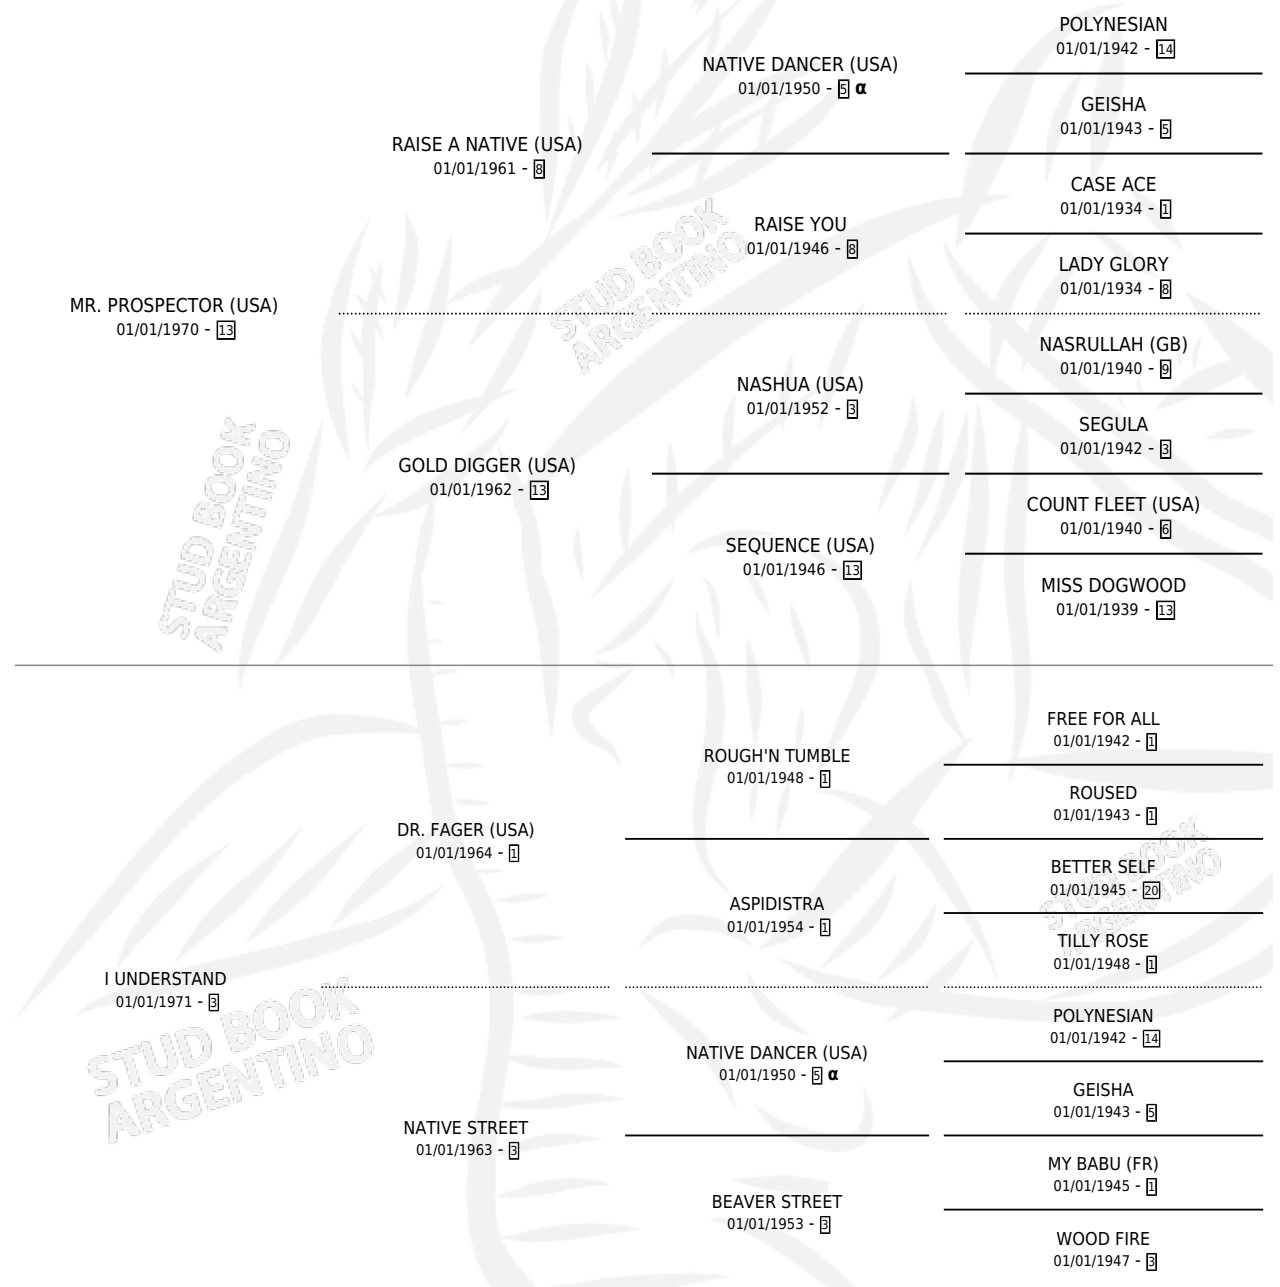 POLYNESIAN
01/01/1942 - 14
NATIVE DANCER (USA)
01/01/1950 - 5 α
GEISHA
01/01/1943 - 5
RAISE A NATIVE (USA)
01/01/1961 - 8
CASE ACE
01/01/1934 - 1
RAISE YOU
01/01/1946 - 8
LADY GLORY
01/01/1934 - 8
MR. PROSPECTOR (USA)
01/01/1970 - 13
NASRULLAH (GB)
01/01/1940 - 9
NASHUA (USA)
01/01/1952 - 3
SEGULA
01/01/1942 - 3
GOLD DIGGER (USA)
01/01/1962 - 13
COUNT FLEET (USA)
01/01/1940 - 6
SEQUENCE (USA)
01/01/1946 - 13
MISS DOGWOOD
01/01/1939 - 13
FREE FOR ALL
01/01/1942 - 1
ROUGH'N TUMBLE
01/01/1948 - 1
ROUSED
01/01/1943 - 1
DR. FAGER (USA)
01/01/1964 - 1
BETTER SELF
01/01/1945 - 20
ASPIDISTRA
01/01/1954 - 1
TILLY ROSE
01/01/1948 - 1
I UNDERSTAND
01/01/1971 - 3
POLYNESIAN
01/01/1942 - 14
NATIVE DANCER (USA)
01/01/1950 - 5 α
GEISHA
01/01/1943 - 5
NATIVE STREET
01/01/1963 - 3
MY BABU (FR)
01/01/1945 - 1
BEAVER STREET
01/01/1953 - 3
WOOD FIRE
01/01/1947 - 3
STUD BOOK
ARGENTINO
STUD BOOK
ARGENTINO
STUD BOOK
ARGENTINO
STUD BOOK
ARGENTINO